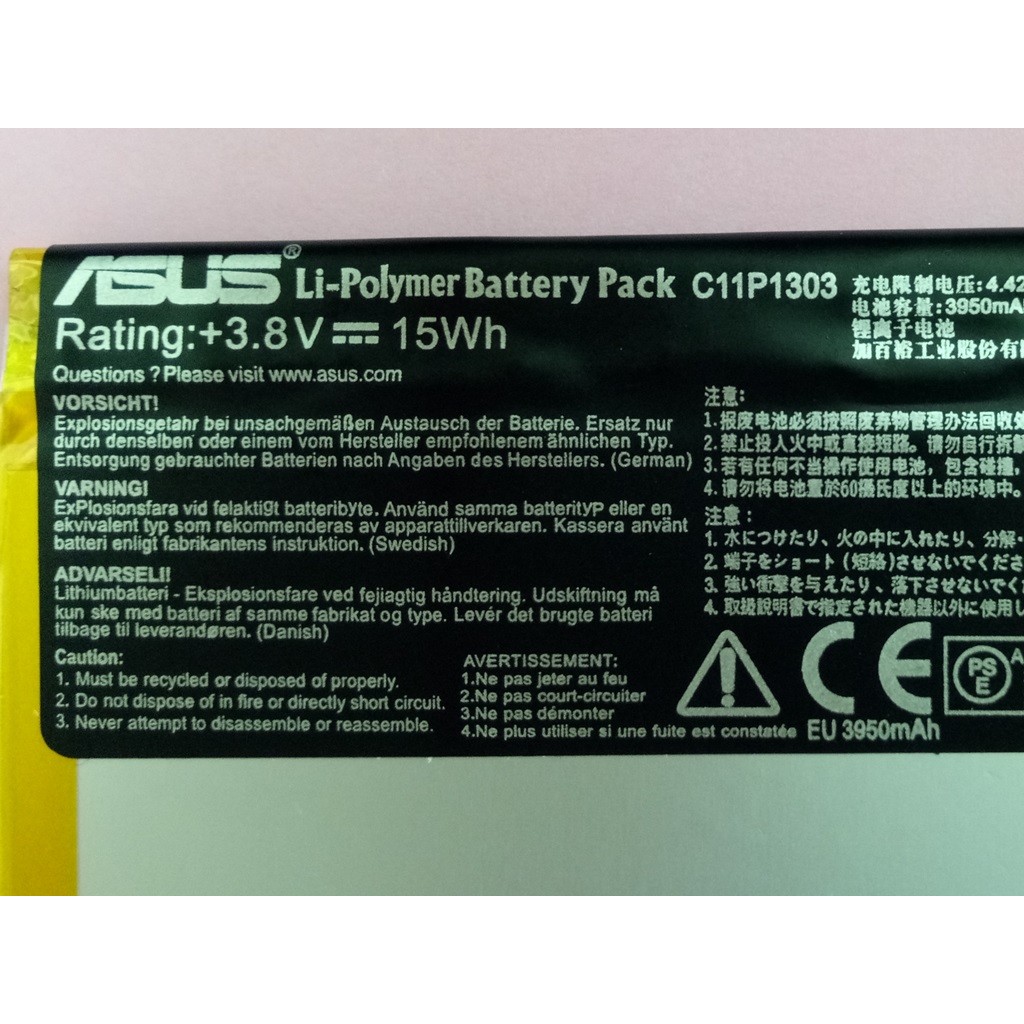 ASUS® Li-Polymer Battery Pack C11P1303
Rating:+3.8V 15Wh
Questions ? Please visit www.asus.com
充电限制电压:4.42
电池容量:3950mA
锂离子电池
加百裕工业股份有
VORSICHT!
Explosionsgetahr bei unsachgemäßen Austausch der Batterie. Ersatz nur
durch denselben oder einem vom Hersteller empfohlenem ähnlichen Typ.
Entsorgung gebrauchter Batterien nach Angaben des Herstellers. (German)
VARNING!
ExPlosionsfara vid felaktigt batteribyte. Använd samma batterityp eller en
ekvivalent typ som rekommenderas av apparattillverkaren. Kassera använt
batteri enligt fabrikantens instruktion. (Swedish)
ADVARSELI!
Lithiumbatteri - Eksplosionsfare ved fejiagtig håndtering. Udskiftning må
kun ske med batteri af samme fabrikat og type. Levér det brugte batteri
tilbage til leverandøren. (Danish)
Caution:
1. Must be recycled or disposed of properly.
2. Do not dispose of in fire or directly short circuit.
3. Never attempt to disassemble or reassemble.
AVERTISSEMENT:
1.Ne pas jeter au feu
2.Ne pas court-circuiter
3.Ne pas démonter
4.Ne plus utiliser si une fuite est constatée
注意:
1.报废电池必须按照废弃物管理办法回收处
2.禁止投入火中或直接短路。请勿自行拆解
3.若有任何不当操作使用电池，包含碰撞,
4.请勿将电池置於60攝氏度以上的环境中。
注意：
1. 水につけたり、火の中に入れたり、分解・
2. 端子をショート (短絡)させないでくださ
3. 強い衝撃を与えたり、落下させないでくだ
4. 取扱説明書で指定された機器以外に使用し
CE
EU 3950mAh
PS
E